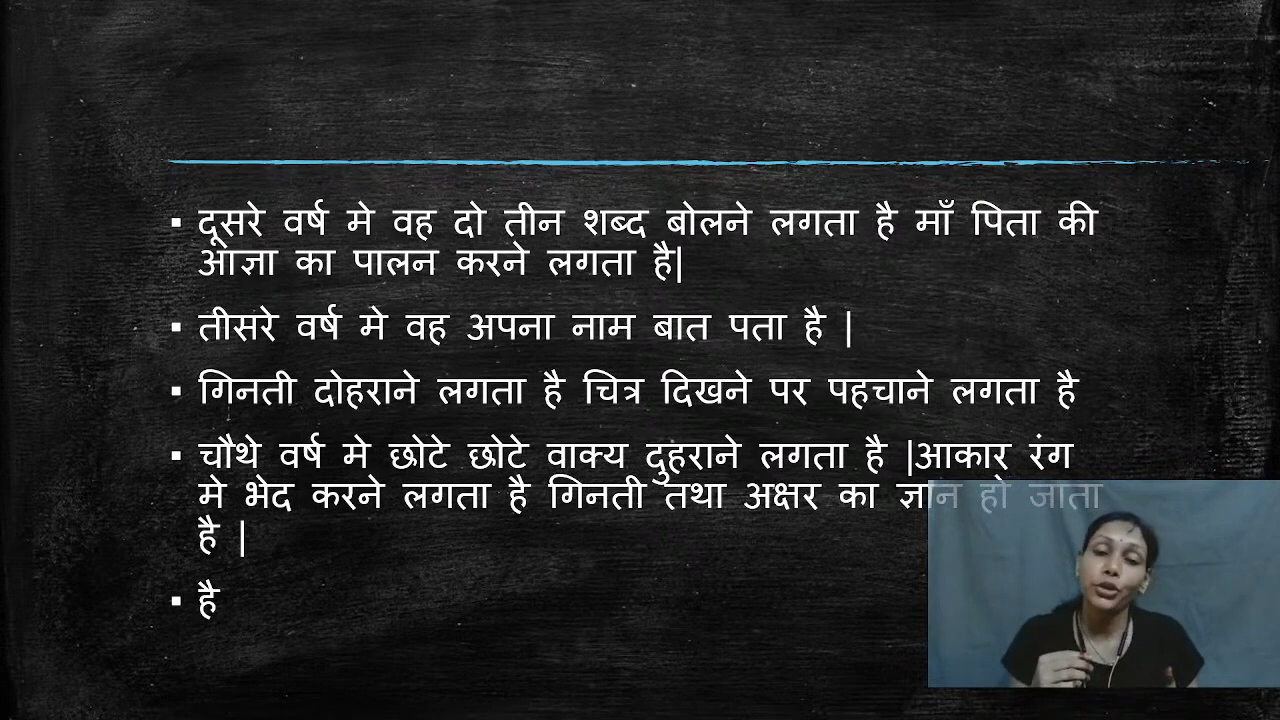 ▪ दूसरे वर्ष मे वह दो तीन शब्द बोलने लगता है माँ पिता की
आज्ञा का पालन करने लगता है|
▪ तीसरे वर्ष मे वह अपना नाम बात पता है |
▪ गिनती दोहराने लगता है चित्र दिखने पर पहचाने लगता है
▪ चौथे वर्ष मे छोटे छोटे वाक्य दुहराने लगता है |आकार रंग
मे भेद करने लगता है गिनती तथा अक्षर का ज्ञान हो जाता
है |
▪ है